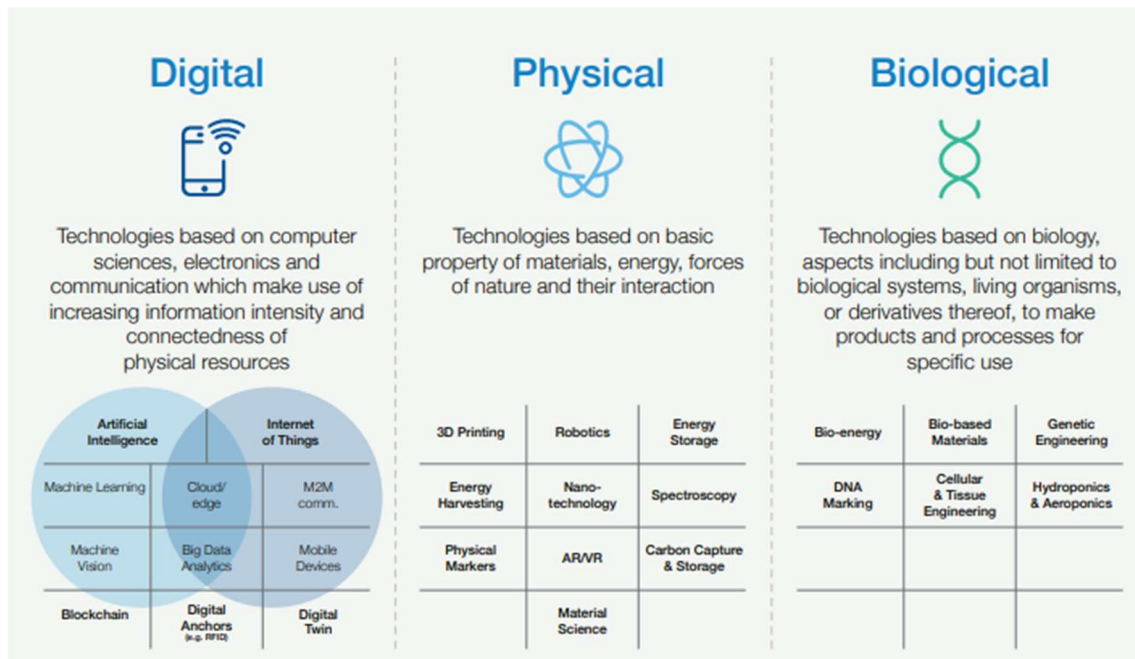 Digital
Technologies based on computer
sciences, electronics and
communication which make use of
increasing information intensity and
connectedness of
physical resources
Artificial
Intelligence
Internet
of Things
Machine Learning
Cloud/
edge
M2M
comm.
Machine
Vision
Big Data
Analytics
Mobile
Devices
Blockchain
Digital
Anchors
(e.g. RFID)
Digital
Twin
Physical
Technologies based on basic
property of materials, energy, forces
of nature and their interaction
3D Printing
Robotics
Energy
Storage
Energy
Harvesting
Nano-
technology
Spectroscopy
Physical
Markers
AR/VR
Carbon Capture
& Storage
Material
Science
Biological
Technologies based on biology,
aspects including but not limited to
biological systems, living organisms,
or derivatives thereof, to make
products and processes for
specific use
Bio-energy
Bio-based
Materials
Genetic
Engineering
DNA
Marking
Cellular
& Tissue
Engineering
Hydroponics
& Aeroponics